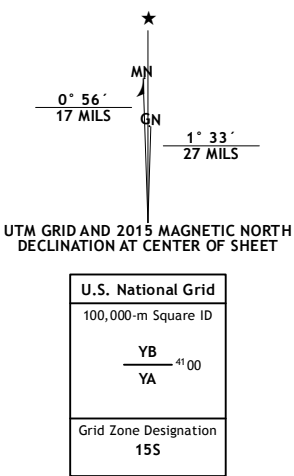 ★
MN
GN
0° 56´
17 MILS
1° 33´
27 MILS
UTM GRID AND 2015 MAGNETIC NORTH
DECLINATION AT CENTER OF SHEET
U.S. National Grid
100,000-m Square ID
YB
4100
YA
Grid Zone Designation
15S